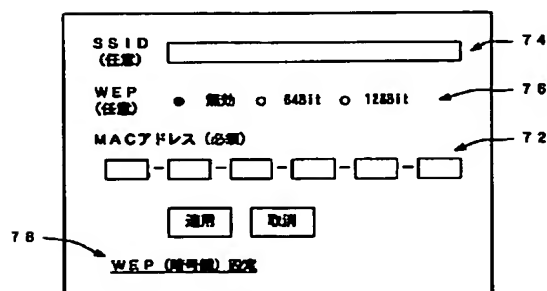 SSID
(任意)
74
WEP
(任意)
無効 64Bit 128Bit
76
MACアドレス (必須)
72
- - - - -
適用 取消
78
WEP (暗号値) 設定